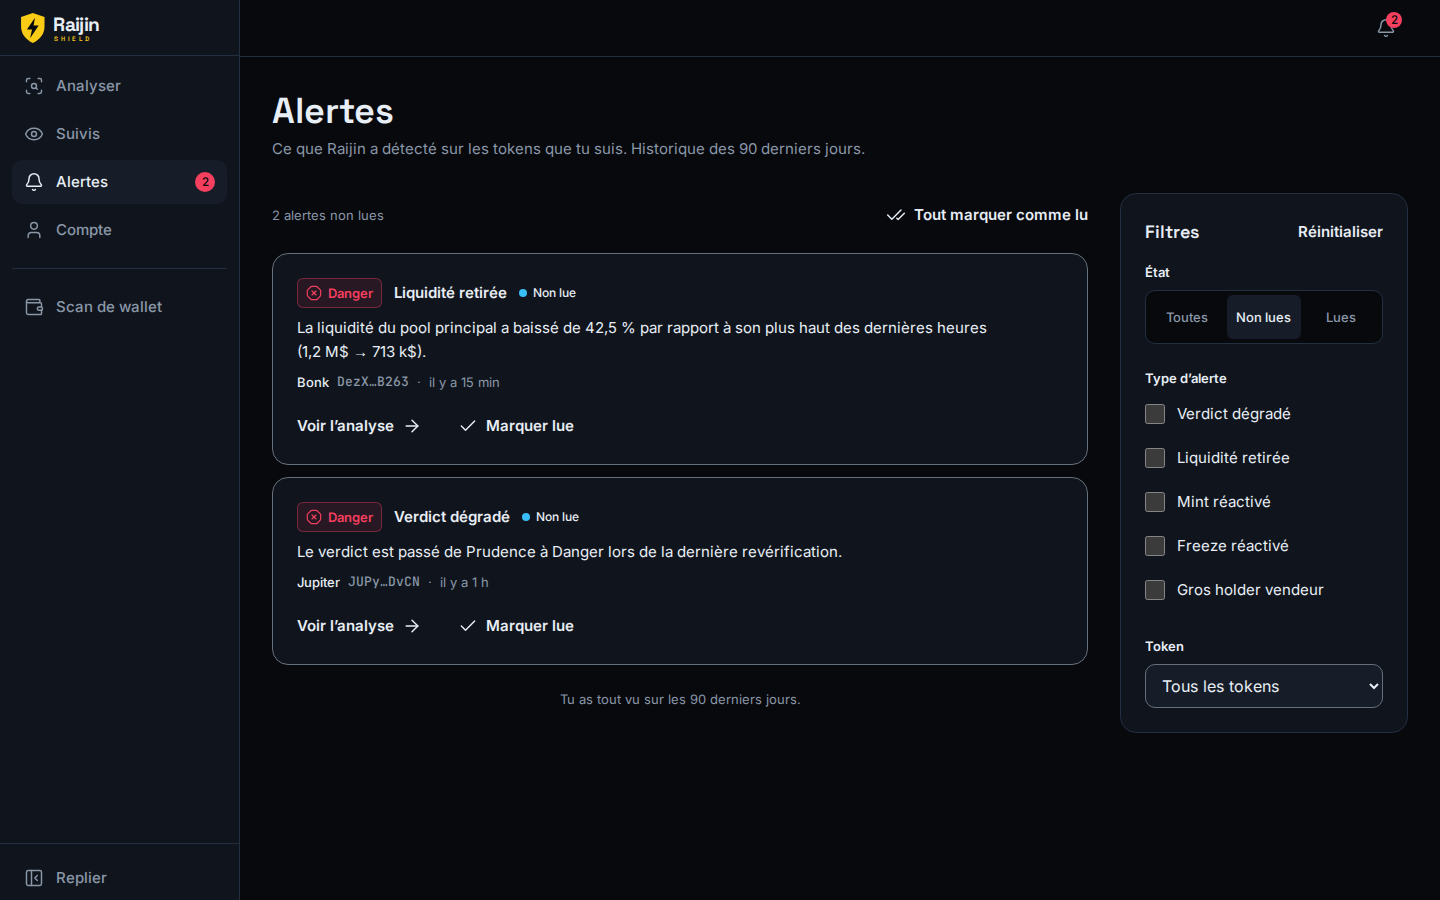 Raijin
SHIELD
2
Analyser
Suivis
Alertes
2
Compte
Scan de wallet
Replier
Alertes
Ce que Raijin a détecté sur les tokens que tu suis. Historique des 90 derniers jours.
2 alertes non lues
Tout marquer comme lu
Danger
Liquidité retirée
Non lue
La liquidité du pool principal a baissé de 42,5 % par rapport à son plus haut des dernières heures
(1,2 M$ → 713 k$).
Bonk DezX…B263 · il y a 15 min
Voir l’analyse →
Marquer lue
Danger
Verdict dégradé
Non lue
Le verdict est passé de Prudence à Danger lors de la dernière revérification.
Jupiter JUPy…DvCN · il y a 1 h
Voir l’analyse →
Marquer lue
Tu as tout vu sur les 90 derniers jours.
Filtres
Réinitialiser
État
Toutes
Non lues
Lues
Type d’alerte
Verdict dégradé
Liquidité retirée
Mint réactivé
Freeze réactivé
Gros holder vendeur
Token
Tous les tokens